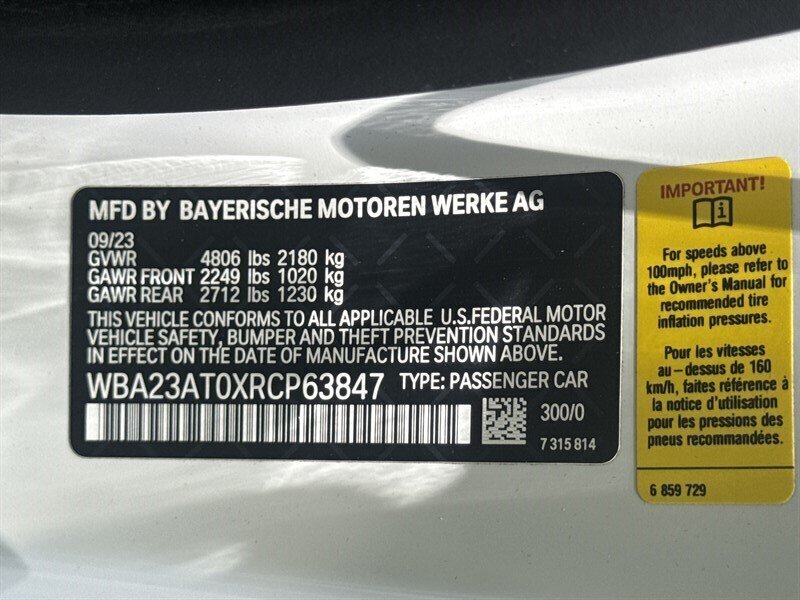 MFD BY BAYERISCHE MOTOREN WERKE AG
09/23
GVWR 4806 lbs 2180 kg
GAWR FRONT 2249 lbs 1020 kg
GAWR REAR 2712 lbs 1230 kg
THIS VEHICLE CONFORMS TO ALL APPLICABLE U.S.FEDERAL MOTOR
VEHICLE SAFETY, BUMPER AND THEFT PREVENTION STANDARDS
IN EFFECT ON THE DATE OF MANUFACTURE SHOWN ABOVE.
WBA23AT0XRCP63847 TYPE: PASSENGER CAR
300/0
7 315 814
IMPORTANT!
i
For speeds above
100mph, please refer to
the Owner's Manual for
recommended tire
inflation pressures.
Pour les vitesses
au-dessus de 160
km/h, faites référence à
la notice d'utilisation
pour les pressions des
pneus recommandées.
6 859 729